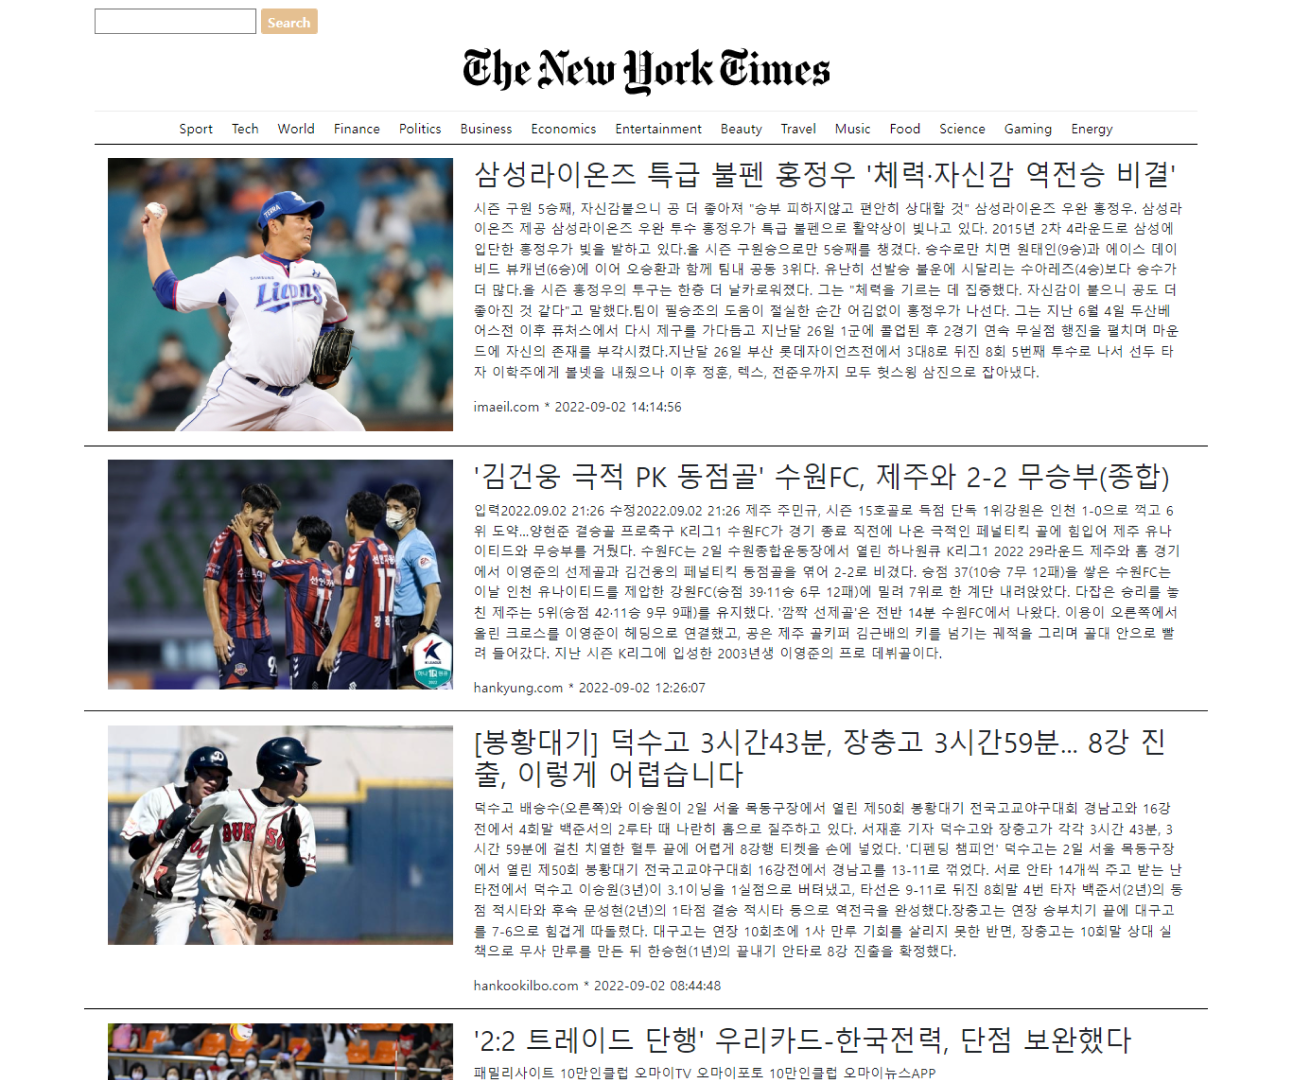 Search
The New York Times
Sport Tech World Finance Politics Business Economics Entertainment Beauty Travel Music Food Science Gaming Energy
삼성라이온즈 특급 불펜 홍정우 '체력·자신감 역전승 비결'
시즌 구원 5승째, 자신감붙으니 공 더 좋아져 "승부 피하지않고 편안히 상대할 것" 삼성라이온즈 우완 홍정우. 삼성라
이온즈 제공 삼성라이온즈 우완 투수 홍정우가 특급 불펜으로 활약상이 빛나고 있다. 2015년 2차 4라운드로 삼성에
입단한 홍정우가 빛을 발하고 있다.올 시즌 구원승으로만 5승째를 챙겼다. 승수로만 치면 원태인(9승)과 에이스 데이
비드 뷰캐넌(6승)에 이어 오승환과 함께 팀내 공동 3위다. 유난히 선발승 불운에 시달리는 수아레즈(4승)보다 승수가
더 많다.올 시즌 홍정우의 투구는 한층 더 날카로워졌다. 그는 "체력을 기르는 데 집중했다. 자신감이 붙으니 공도 더
좋아진 것 같다"고 말했다.팀이 필승조의 도움이 절실한 순간 어김없이 홍정우가 나선다. 그는 지난 6월 4일 두산베
어스전 이후 퓨처스에서 다시 제구를 가다듬고 지난달 26일 1군에 콜업된 후 2경기 연속 무실점 행진을 펼치며 마운
드에 자신의 존재를 부각시켰다.지난달 26일 부산 롯데자이언츠전에서 3대8로 뒤진 8회 5번째 투수로 나서 선두 타
자 이학주에게 볼넷을 내줬으나 이후 정훈, 렉스, 전준우까지 모두 헛스윙 삼진으로 잡아냈다.
imaeil.com * 2022-09-02 14:14:56
'김건웅 극적 PK 동점골' 수원FC, 제주와 2-2 무승부(종합)
입력2022.09.02 21:26 수정2022.09.02 21:26 제주 주민규, 시즌 15호골로 득점 단독 1위강원은 인천 1-0으로 꺽고 6
위 도약…양현준 결승골 프로축구 K리그1 수원FC가 경기 종료 직전에 나온 극적인 페널티킥 골에 힘입어 제주 유나
이티드와 무승부를 거뒀다. 수원FC는 2일 수원종합운동장에서 열린 하나원큐 K리그1 2022 29라운드 제주와 홈 경기
에서 이영준의 선제골과 김건웅의 페널티킥 동점골을 엮어 2-2로 비겼다. 승점 37(10승 7무 12패)을 쌓은 수원FC는
이날 인천 유나이티드를 제압한 강원FC(승점 39·11승 6무 12패)에 밀려 7위로 한 계단 내려앉았다. 다잡은 승리를 놓
친 제주는 5위(승점 42·11승 9무 9패)를 유지했다. '깜짝 선제골'은 전반 14분 수원FC에서 나왔다. 이용이 오른쪽에서
올린 크로스를 이영준이 헤딩으로 연결했고, 공은 제주 골키퍼 김근배의 키를 넘기는 궤적을 그리며 골대 안으로 빨
려 들어갔다. 지난 시즌 K리그에 입성한 2003년생 이영준의 프로 데뷔골이다.
hankyung.com * 2022-09-02 12:26:07
[봉황대기] 덕수고 3시간43분, 장충고 3시간59분... 8강 진
출, 이렇게 어렵습니다
덕수고 배승수(오른쪽)와 이승원이 2일 서울 목동구장에서 열린 제50회 봉황대기 전국고교야구대회 경남고와 16강
전에서 4회말 백준서의 2루타 때 나란히 홈으로 질주하고 있다. 서재훈 기자 덕수고와 장충고가 각각 3시간 43분, 3
시간 59분에 걸친 치열한 혈투 끝에 어렵게 8강행 티켓을 손에 넣었다. '디펜딩 챔피언' 덕수고는 2일 서울 목동구장
에서 열린 제50회 봉황대기 전국고교야구대회 16강전에서 경남고를 13-11로 꺾었다. 서로 안타 14개씩 주고 받는 난
타전에서 덕수고 이승원(3년)이 3.1이닝을 1실점으로 버텨냈고, 타선은 9-11로 뒤진 8회말 4번 타자 백준서(2년)의 동
점 적시타와 후속 문성현(2년)의 1타점 결승 적시타 등으로 역전극을 완성했다.장충고는 연장 승부치기 끝에 대구고
를 7-6으로 힘겹게 따돌렸다. 대구고는 연장 10회초에 1사 만루 기회를 살리지 못한 반면, 장충고는 10회말 상대 실
책으로 무사 만루를 만든 뒤 한승현(1년)의 끝내기 안타로 8강 진출을 확정했다.
hankookilbo.com * 2022-09-02 08:44:48
'2:2 트레이드 단행' 우리카드-한국전력, 단점 보완했다
패밀리사이트 10만인클럽 오마이TV 오마이포토 10만인클럽 오마이뉴스APP